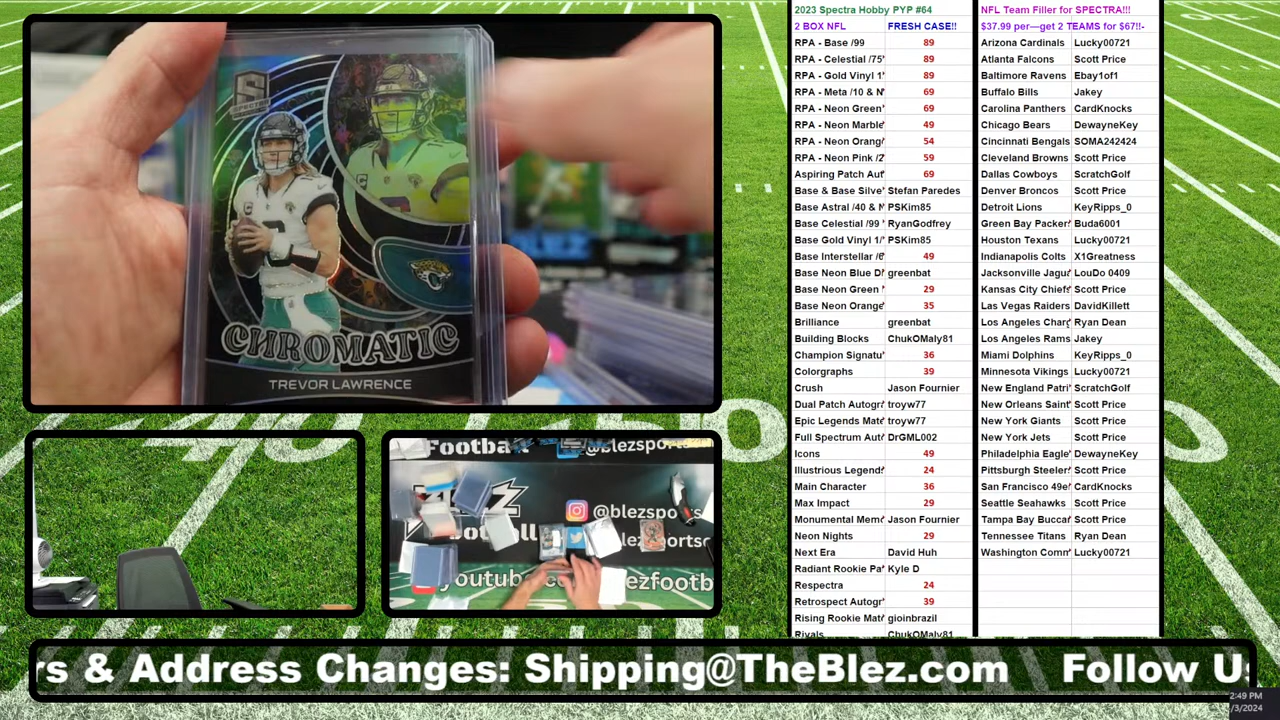 SPECTRA
CHROMATIC
TREVOR LAWRENCE
Football
@blezsports
@blezsports
2023 Spectra Hobby PYP #64
2 BOX NFL FRESH CASE!!
RPA - Base /99 89
RPA - Celestial /75 89
RPA - Gold Vinyl 1 89
RPA - Meta /10 & N 69
RPA - Neon Green 69
RPA - Neon Marble 49
RPA - Neon Orang 54
RPA - Neon Pink /2 59
Aspiring Patch Aut 69
Base & Base Silve Stefan Paredes
Base Astral /40 & N PSKim85
Base Celestial /99 RyanGodfrey
Base Gold Vinyl 1/ PSKim85
Base Interstellar /6 49
Base Neon Blue D greenbat
Base Neon Green 29
Base Neon Orange 35
Brilliance greenbat
Building Blocks ChukOMaly81
Champion Signatu 36
Colorgraphs 39
Crush Jason Fournier
Dual Patch Autogr troyw77
Epic Legends Mate troyw77
Full Spectrum Aut DrGML002
Icons 49
Illustrious Legend 24
Main Character 36
Max Impact 29
Monumental Mem Jason Fournier
Neon Nights 29
Next Era David Huh
Radiant Rookie Pa Kyle D
Respectra 24
Retrospect Autogr 39
Rising Rookie Mat gioinbrazil
Rivals ChukOMaly81
NFL Team Filler for SPECTRA!!!
$37.99 per—get 2 TEAMS for $67!!-
Arizona Cardinals Lucky00721
Atlanta Falcons Scott Price
Baltimore Ravens Ebay1of1
Buffalo Bills Jakey
Carolina Panthers CardKnocks
Chicago Bears DewayneKey
Cincinnati Bengals SOMA242424
Cleveland Browns Scott Price
Dallas Cowboys ScratchGolf
Denver Broncos Scott Price
Detroit Lions KeyRipps_0
Green Bay Packer Buda6001
Houston Texans Lucky00721
Indianapolis Colts X1Greatness
Jacksonville Jagu LouDo 0409
Kansas City Chiefs Scott Price
Las Vegas Raiders DavidKillett
Los Angeles Charg Ryan Dean
Los Angeles Rams Jakey
Miami Dolphins KeyRipps_0
Minnesota Vikings Lucky00721
New England Patri ScratchGolf
New Orleans Saint Scott Price
New York Giants Scott Price
New York Jets Scott Price
Philadelphia Eagle DewayneKey
Pittsburgh Steeler Scott Price
San Francisco 49e CardKnocks
Seattle Seahawks Scott Price
Tampa Bay Bucca Scott Price
Tennessee Titans Ryan Dean
Washington Comm Lucky00721
rs & Address Changes: Shipping@TheBlez.com Follow Us
2:49 PM
/3/2024